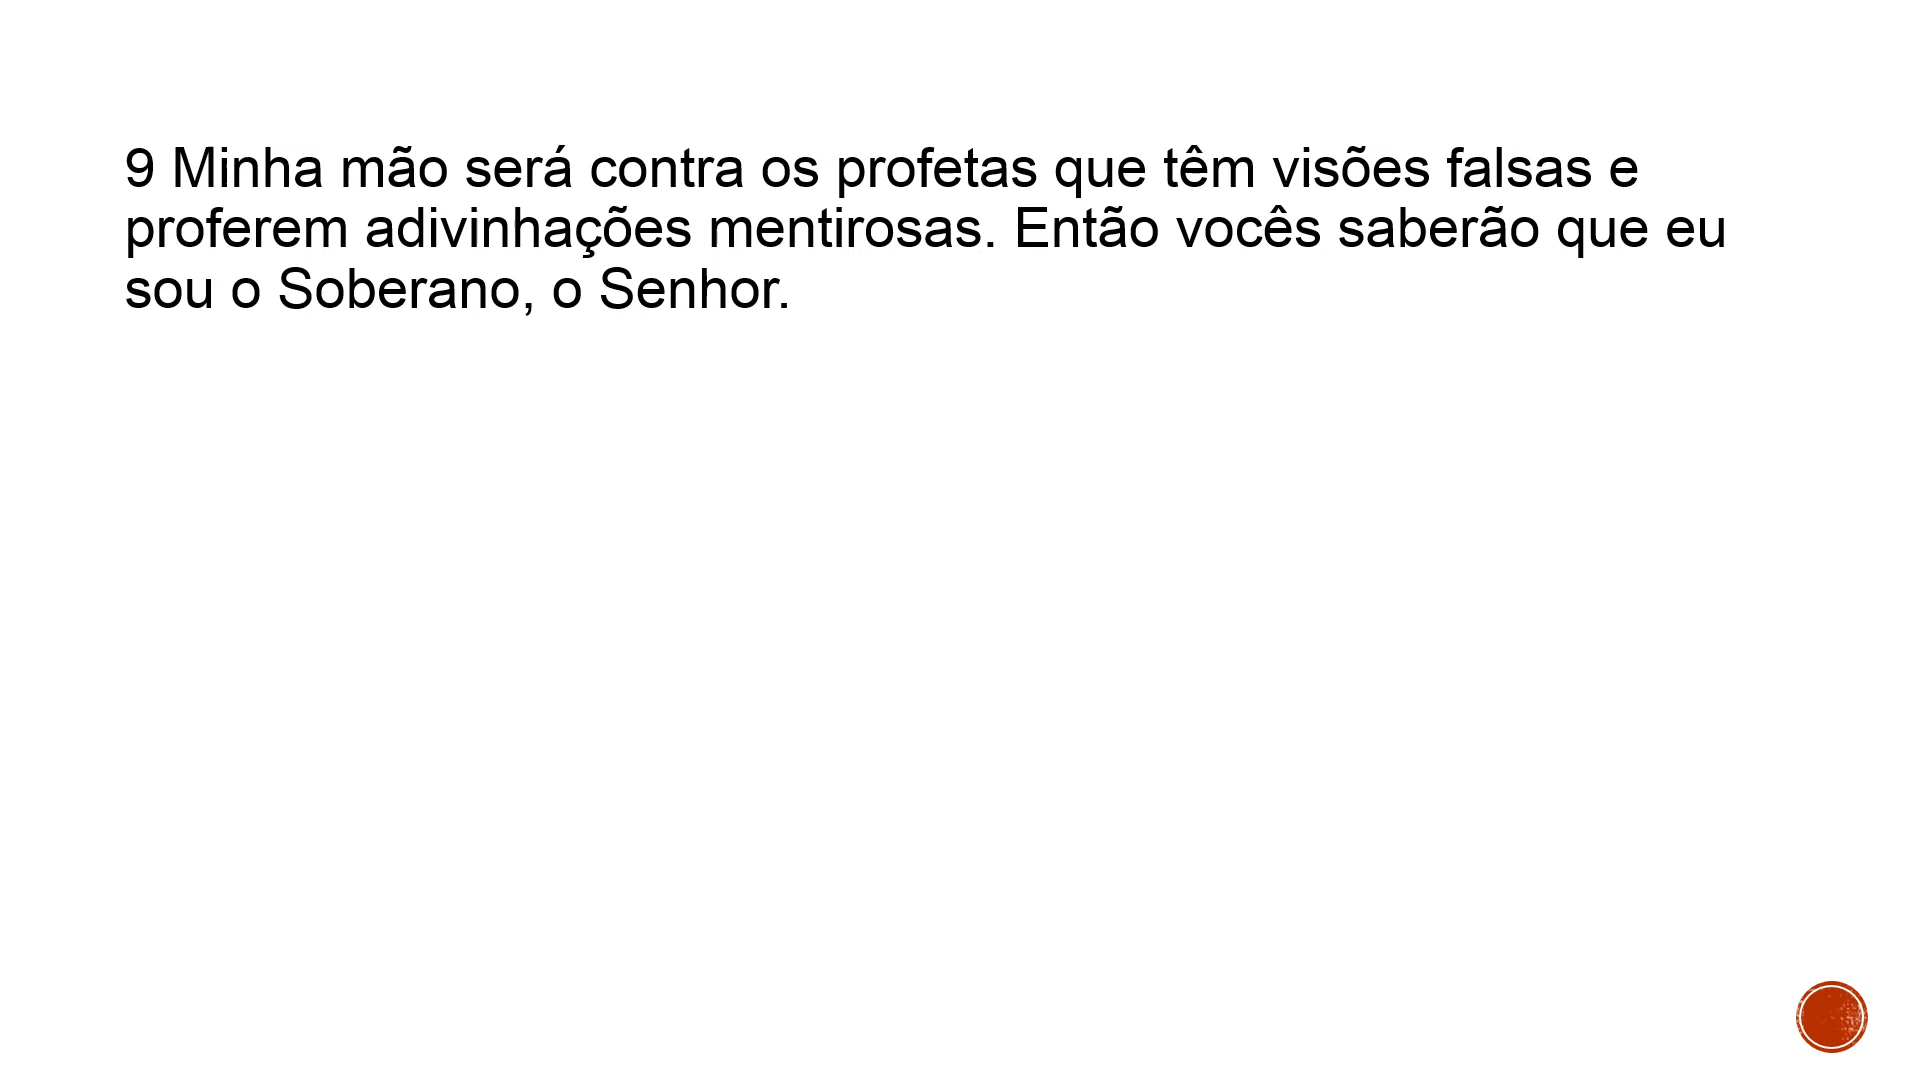 9 Minha mão será contra os profetas que têm visões falsas e
proferem adivinhações mentirosas. Então vocês saberão que eu
sou o Soberano, o Senhor.